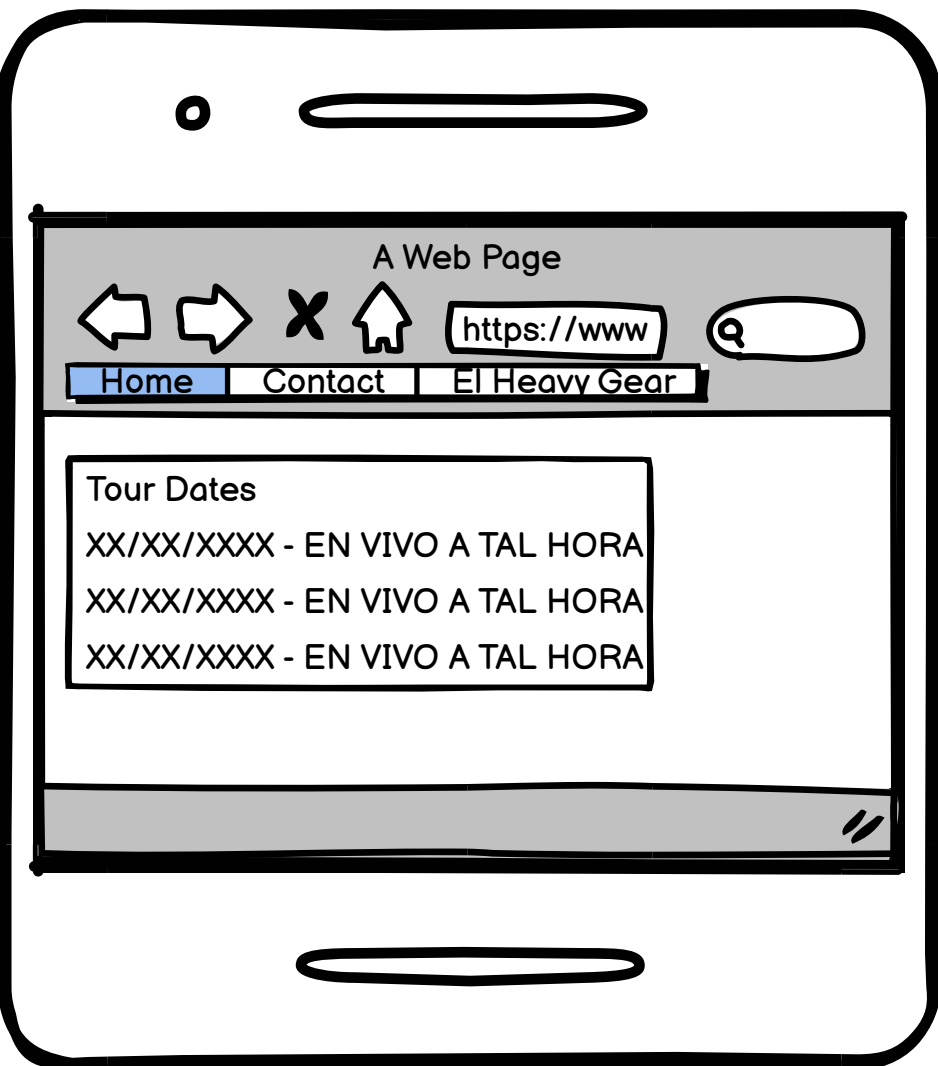 A Web Page
https://www
Home Contact El Heavy Gear
Tour Dates
XX/XX/XXXX - EN VIVO A TAL HORA
XX/XX/XXXX - EN VIVO A TAL HORA
XX/XX/XXXX - EN VIVO A TAL HORA